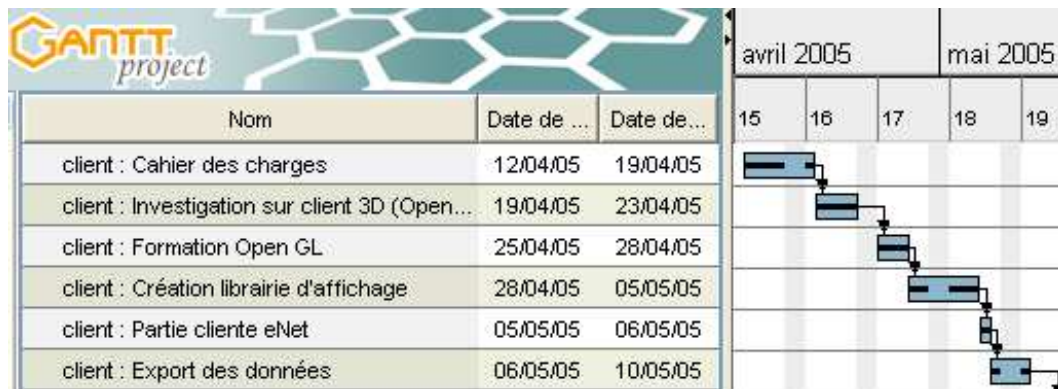 GANTT
project
avril 2005 mai 2005
Nom Date de ... Date de...
15 16 17 18 19
client : Cahier des charges 12/04/05 19/04/05
client : Investigation sur client 3D (Open... 19/04/05 23/04/05
client : Formation Open GL 25/04/05 28/04/05
client : Création librairie d'affichage 28/04/05 05/05/05
client : Partie cliente eNet 05/05/05 06/05/05
client : Export des données 06/05/05 10/05/05